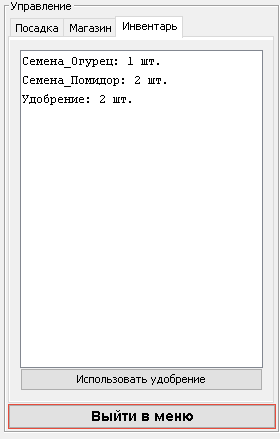 Управление
Посадка Магазин Инвентарь
Семена_Огурец: 1 шт.
Семена_Помидор: 2 шт.
Удобрение: 2 шт.
Использовать удобрение
Выйти в меню